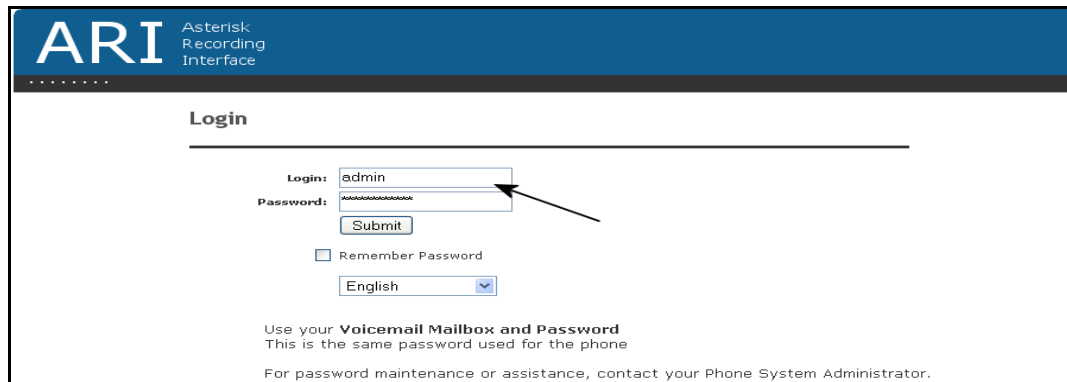 ARI
Asterisk
Recording
Interface
Login
Login: admin
Password: ************
Submit
Remember Password
English
Use your Voicemail Mailbox and Password
This is the same password used for the phone
For password maintenance or assistance, contact your Phone System Administrator.